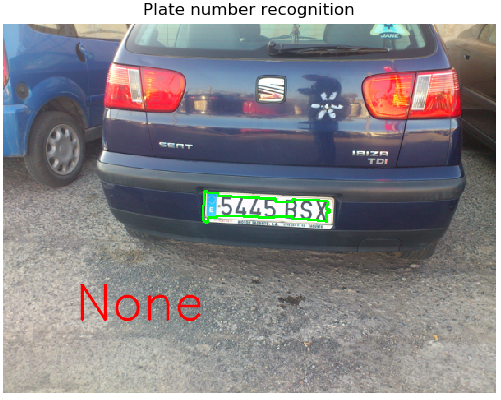 Plate number recognition
SEAT
IBIZA
TDI
E 5445 BSX
None